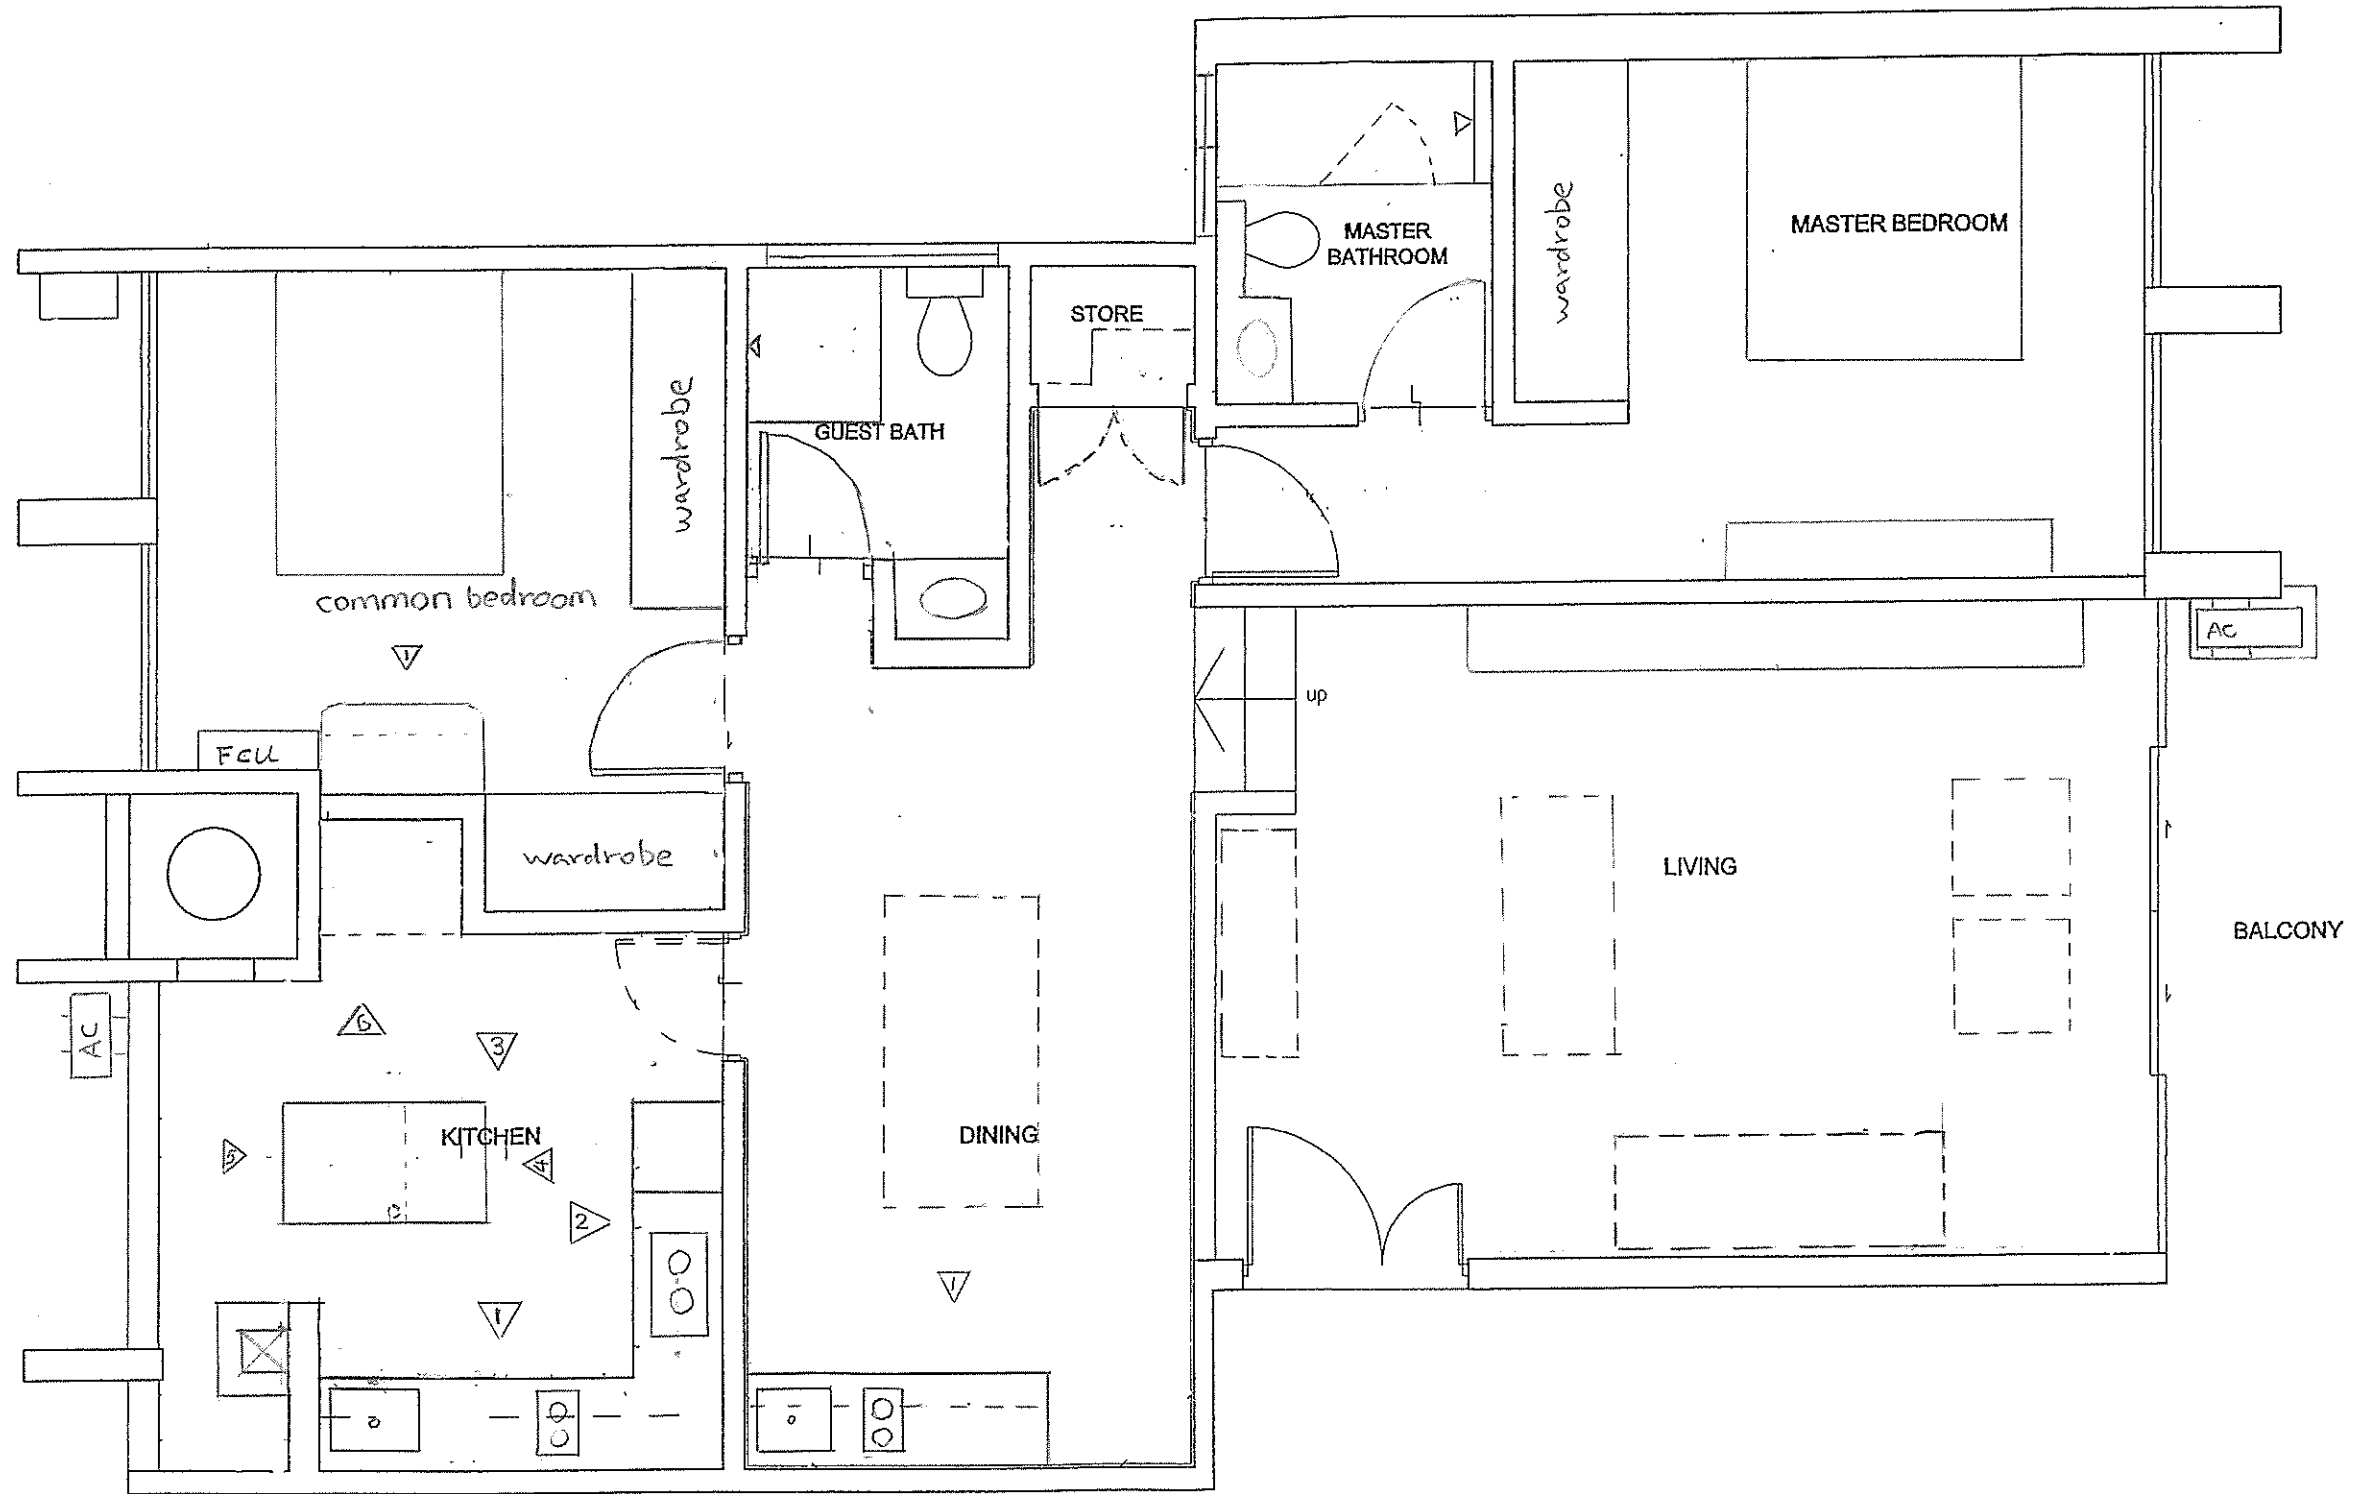 MASTER
BATHROOM
wardrobe
MASTER BEDROOM
STORE
wardrobe
GUEST BATH
common bedroom
1
FCU
wardrobe
up
AC
LIVING
BALCONY
AC
6
3
KITCHEN
5
4
2
1
DINING
1